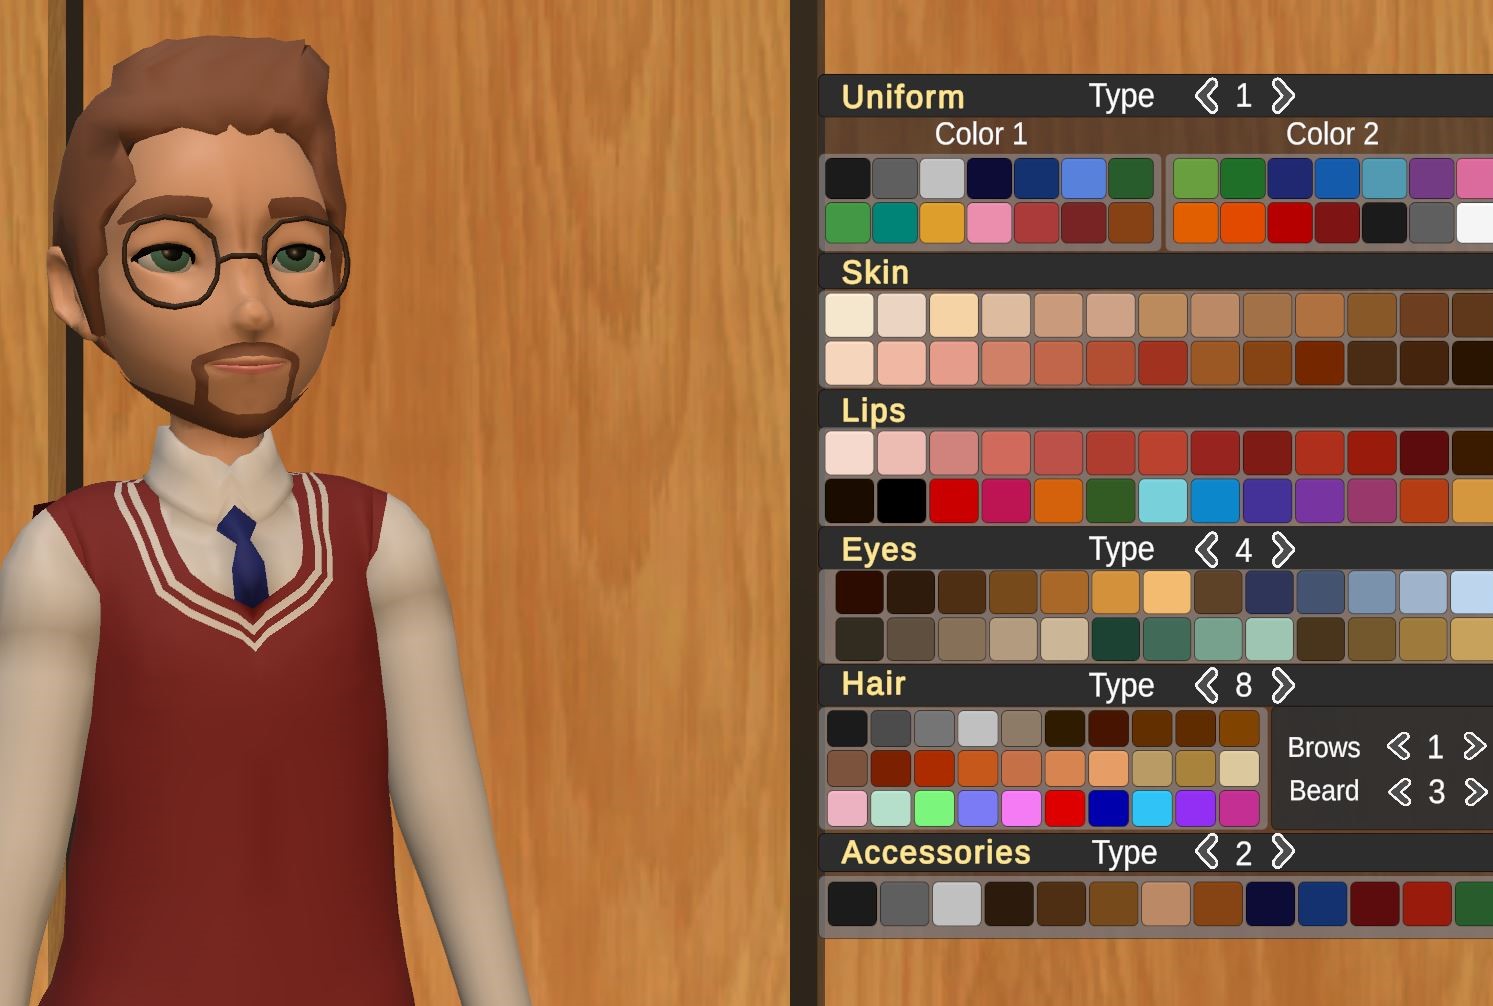 Uniform Type 1
Color 1 Color 2
Skin
Lips
Eyes Type 4
Hair Type 8
Brows 1
Beard 3
Accessories Type 2